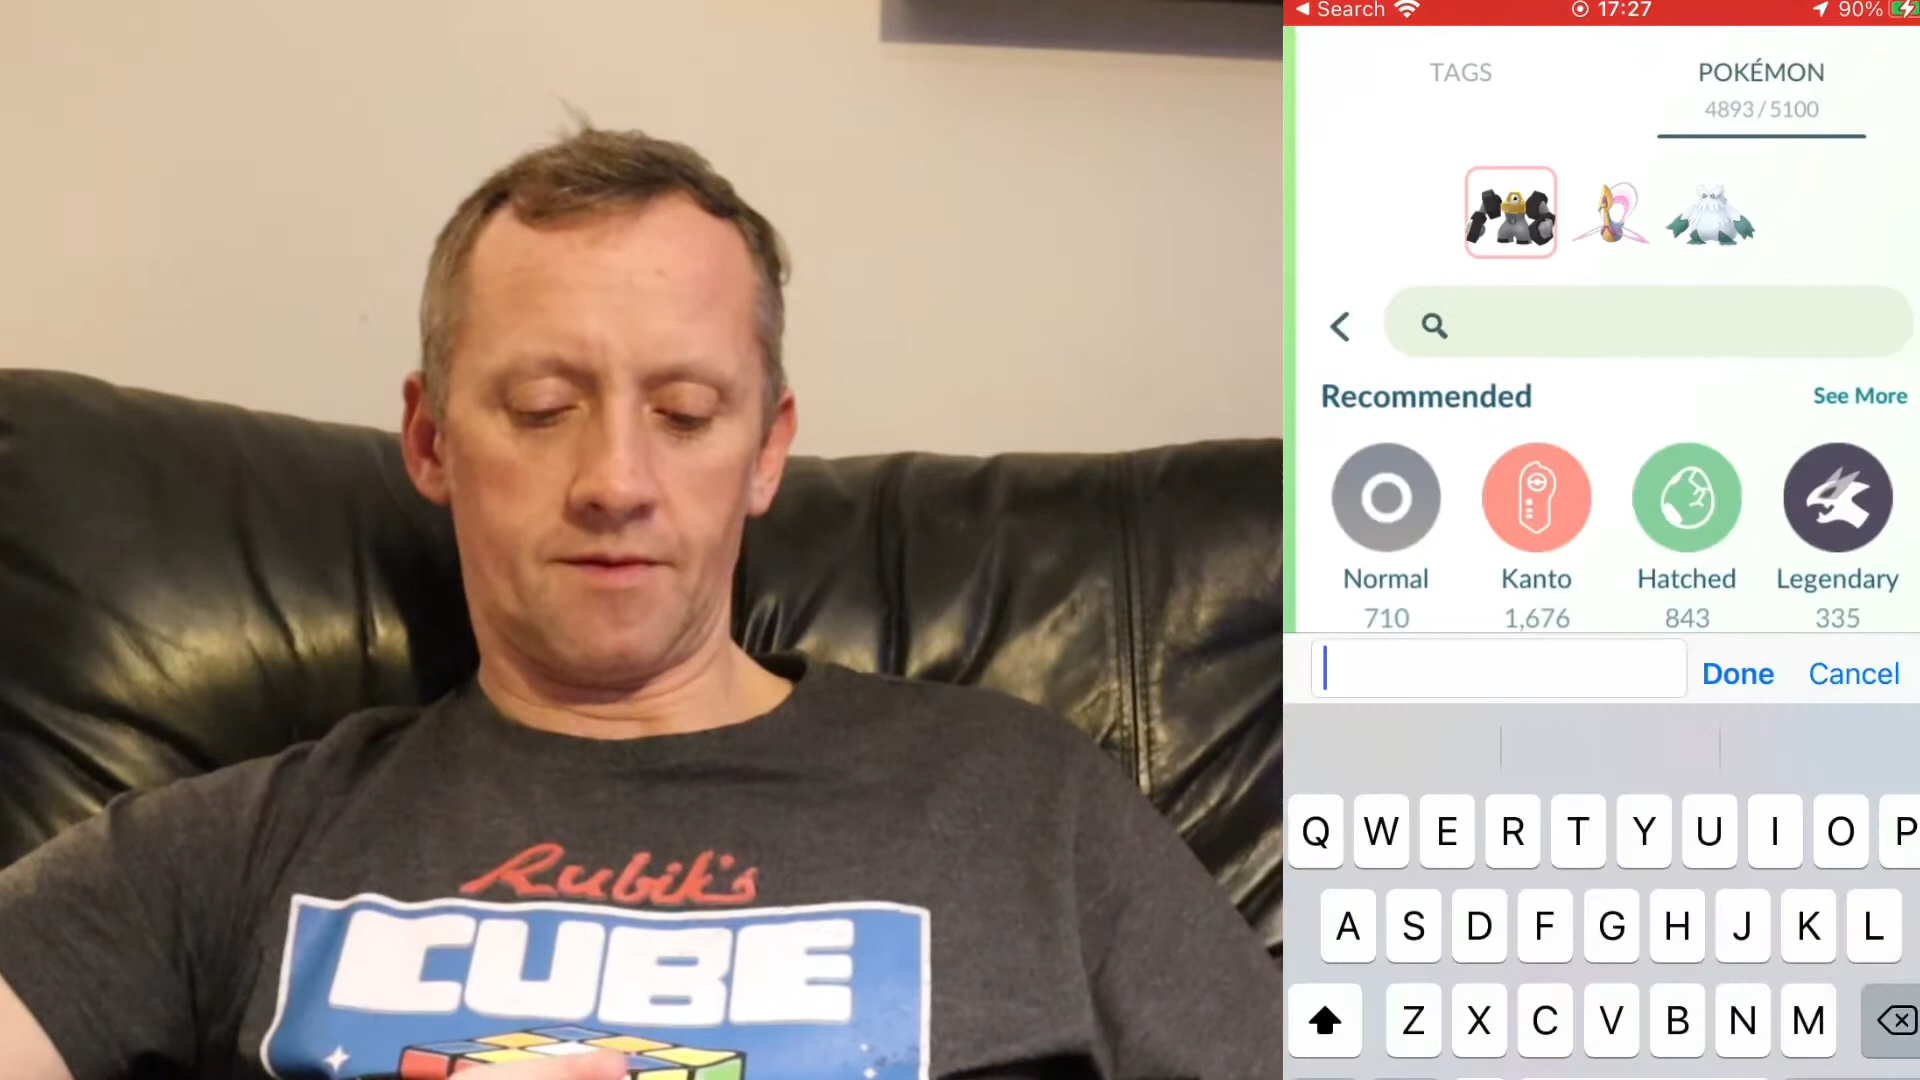 Search 17:27 90%
TAGS POKÉMON
4893/5100
Recommended See More
Normal Kanto Hatched Legendary
710 1,676 843 335
Done Cancel
Q W E R T Y U I O P
A S D F G H J K L
Z X C V B N M
Rubik's
CUBE